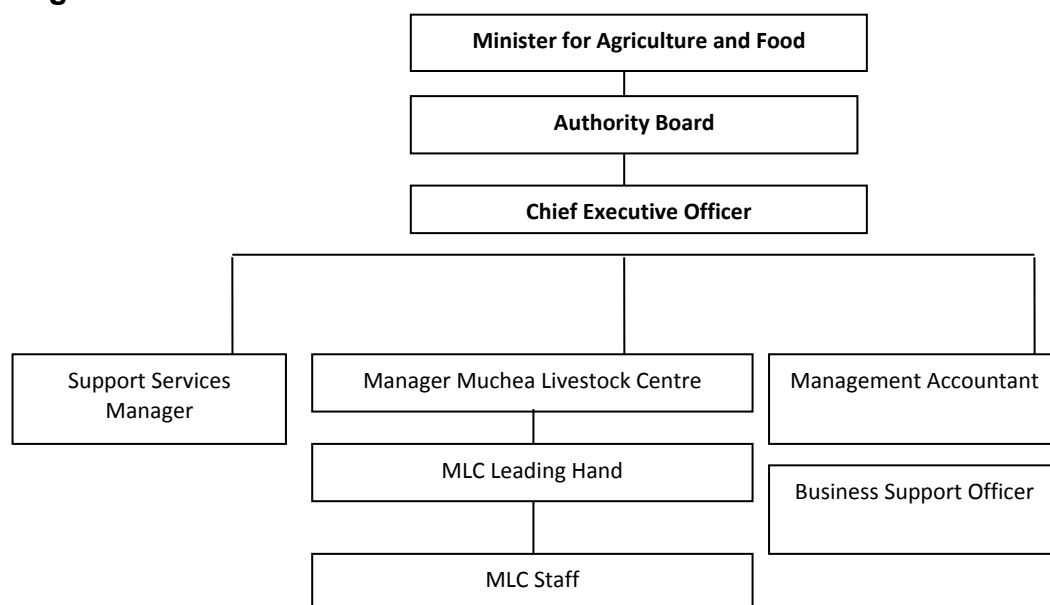 Minister for Agriculture and Food
Authority Board
Chief Executive Officer
Support Services
Manager
Manager Muchea Livestock Centre
Management Accountant
MLC Leading Hand
Business Support Officer
MLC Staff